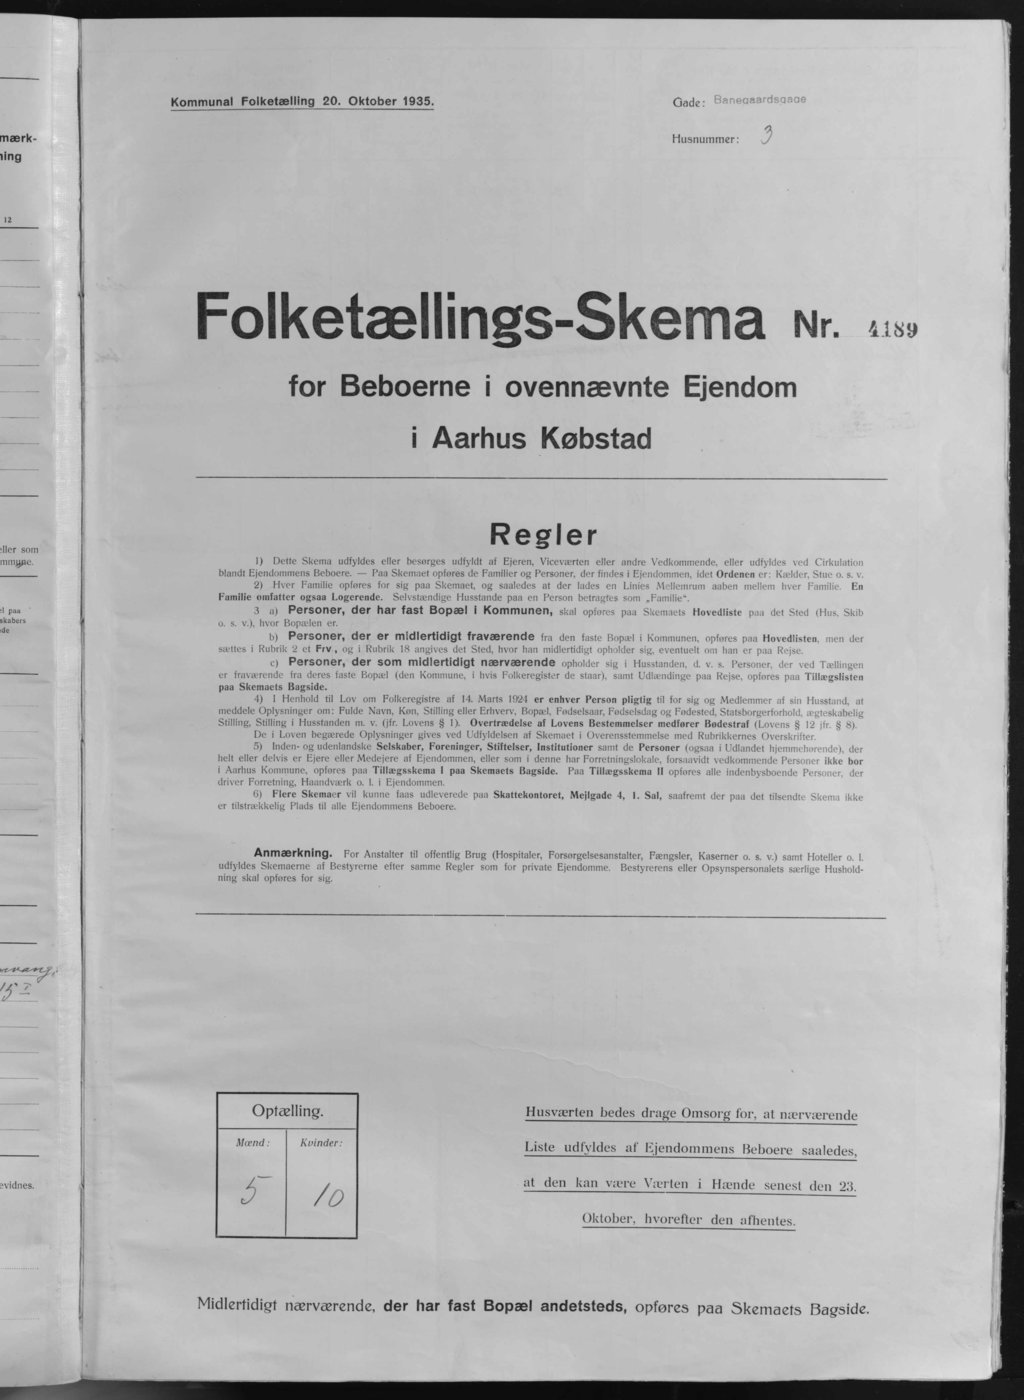 mærk-
ning
12
eller som
mmune.
el paa
skabers
de
15 I
evidnes.
Kommunal Folketælling 20. Oktober 1935.
Gade: Banegaardsgade
Husnummer: 3
Folketællings-Skema Nr. 4189
for Beboerne i ovennævnte Ejendom
i Aarhus Købstad
Regler
1) Dette Skema udfyldes eller besørges udfyldt af Ejeren, Viceværten eller andre Vedkommende, eller udfyldes ved Cirkulation
blandt Ejendommens Beboere. — Paa Skemaet opføres de Familier og Personer, der findes i Ejendommen, idet Ordenen er: Kælder, Stue o. s. v.
2) Hver Familie opføres for sig paa Skemaet, og saaledes at der lades en Linies Mellemrum aaben mellem hver Familie. En
Familie omfatter ogsaa Logerende. Selvstændige Husstande paa en Person betragtes som „Familie“.
3 a) Personer, der har fast Bopæl i Kommunen, skal opføres paa Skemaets Hovedliste paa det Sted (Hus, Skib
o. s. v.), hvor Bopælen er.
b) Personer, der er midlertidigt fraværende fra den faste Bopæl i Kommunen, opføres paa Hovedlisten, men der
sættes i Rubrik 2 et Frv., og i Rubrik 18 angives det Sted, hvor han midlertidigt opholder sig, eventuelt om han er paa Rejse.
c) Personer, der som midlertidigt nærværende opholder sig i Husstanden, d. v. s. Personer, der ved Tællingen
er fraværende fra deres faste Bopæl (den Kommune, i hvis Folkeregister de staar), samt Udlændinge paa Rejse, opføres paa Tillægslisten
paa Skemaets Bagside.
4) I Henhold til Lov om Folkeregistre af 14. Marts 1924 er enhver Person pligtig til for sig og Medlemmer af sin Husstand, at
meddele Oplysninger om: Fulde Navn, Køn, Stilling eller Erhverv, Bopæl, Fødselsaar, Fødselsdag og Fødested, Statsborgerforhold, ægteskabelig
Stilling, Stilling i Husstanden m. v. (jfr. Lovens § 1). Overtrædelse af Lovens Bestemmelser medfører Bødestraf (Lovens § 12 jfr. § 8).
De i Loven begærede Oplysninger gives ved Udfyldelsen af Skemaet i Overensstemmelse med Rubrikkernes Overskrifter.
5) Inden- og udenlandske Selskaber, Foreninger, Stiftelser, Institutioner samt de Personer (ogsaa i Udlandet hjemmehørende), der
helt eller delvis er Ejere eller Medejere af Ejendommen, eller som i denne har Forretningslokale, forsaavidt vedkommende Personer ikke bor
i Aarhus Kommune, opføres paa Tillægsskema I paa Skemaets Bagside. Paa Tillægsskema II opføres alle indenbysboende Personer, der
driver Forretning, Haandværk o. l. i Ejendommen.
6) Flere Skemaer vil kunne faas udleverede paa Skattekontoret, Mejlgade 4, 1. Sal, saafremt der paa det tilsendte Skema ikke
er tilstrækkelig Plads til alle Ejendommens Beboere.
Anmærkning. For Anstalter til offentlig Brug (Hospitaler, Forsørgelsesanstalter, Fængsler, Kaserner o. s. v.) samt Hoteller o. l.
udfyldes Skemaerne af Bestyrerne efter samme Regler som for private Ejendomme. Bestyrerens eller Opsynspersonalets særlige Hushold-
ning skal opføres for sig.
Optælling.
Mænd: Kvinder:
5 10
Husværten bedes drage Omsorg for, at nærværende
Liste udfyldes af Ejendommens Beboere saaledes,
at den kan være Værten i Hænde senest den 23.
Oktober, hvorefter den afhentes.
Midlertidigt nærværende, der har fast Bopæl andetsteds, opføres paa Skemaets Bagside.